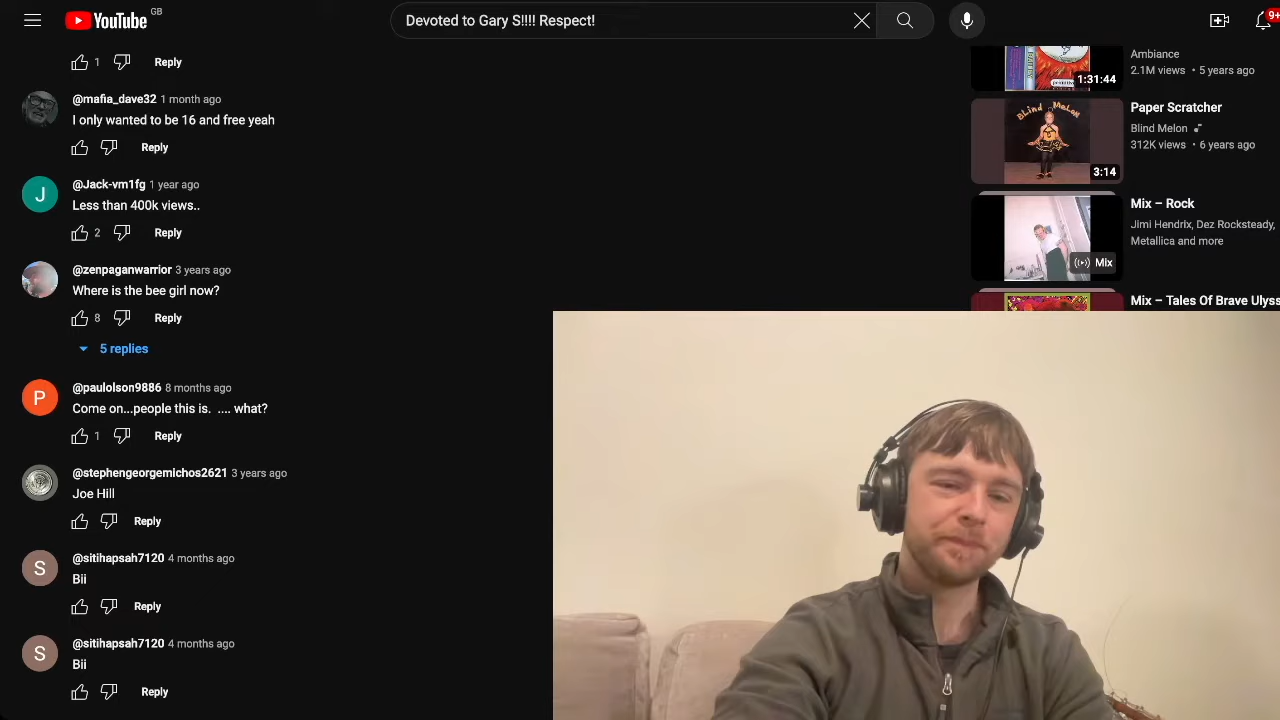 YouTube GB
Devoted to Gary S!!!! Respect!
9+
1 Reply
@mafia_dave32 1 month ago
I only wanted to be 16 and free yeah
Reply
J
@Jack-vm1fg 1 year ago
Less than 400k views..
2 Reply
@zenpaganwarrior 3 years ago
Where is the bee girl now?
8 Reply
5 replies
P
@paulolson9886 8 months ago
Come on...people this is. .... what?
1 Reply
@stephengeorgemichos2621 3 years ago
Joe Hill
Reply
S
@sitihapsah7120 4 months ago
Bii
Reply
S
@sitihapsah7120 4 months ago
Bii
Reply
Ambiance
2.1M views • 5 years ago
1:31:44
BLind MeLoN
3:14
Paper Scratcher
Blind Melon
312K views • 6 years ago
Mix
Mix – Rock
Jimi Hendrix, Dez Rocksteady,
Metallica and more
Mix – Tales Of Brave Ulyss